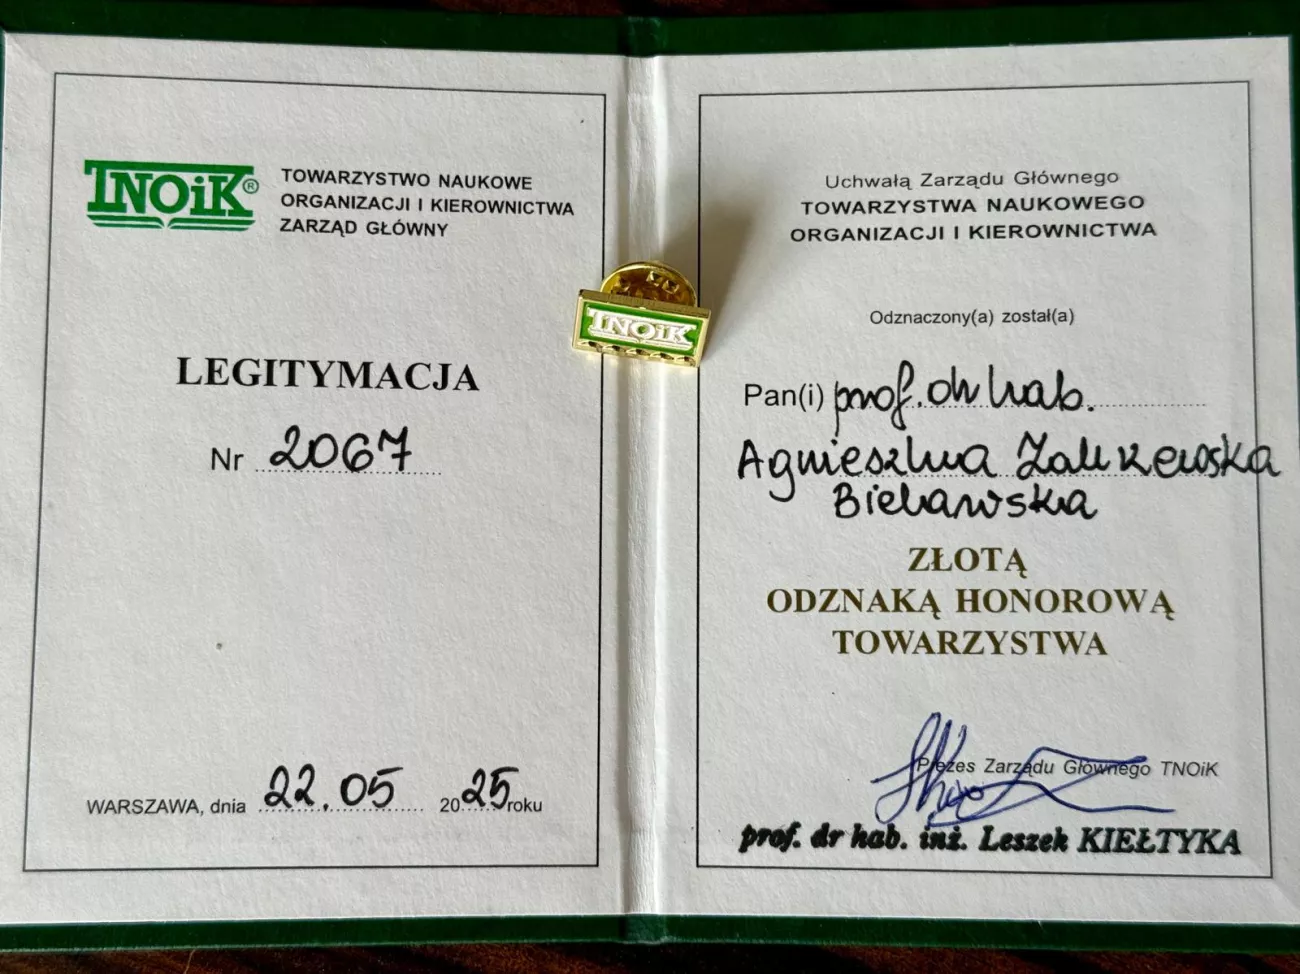 TNOiK®
TOWARZYSTWO NAUKOWE
ORGANIZACJI I KIEROWNICTWA
ZARZĄD GŁÓWNY
LEGITYMACJA
Nr 2067
WARSZAWA, dnia 22.05 2025 roku
TNOiK
Uchwałą Zarządu Głównego
TOWARZYSTWA NAUKOWEGO
ORGANIZACJI I KIEROWNICTWA
Odznaczony(a) został(a)
Pan(i) prof. dr hab.
Agnieszka Zakrzewska
Bielawska
ZŁOTĄ
ODZNAKĄ HONOROWĄ
TOWARZYSTWA
Prezes Zarządu Głównego TNOiK
prof. dr hab. inż. Leszek KIEŁTYKA